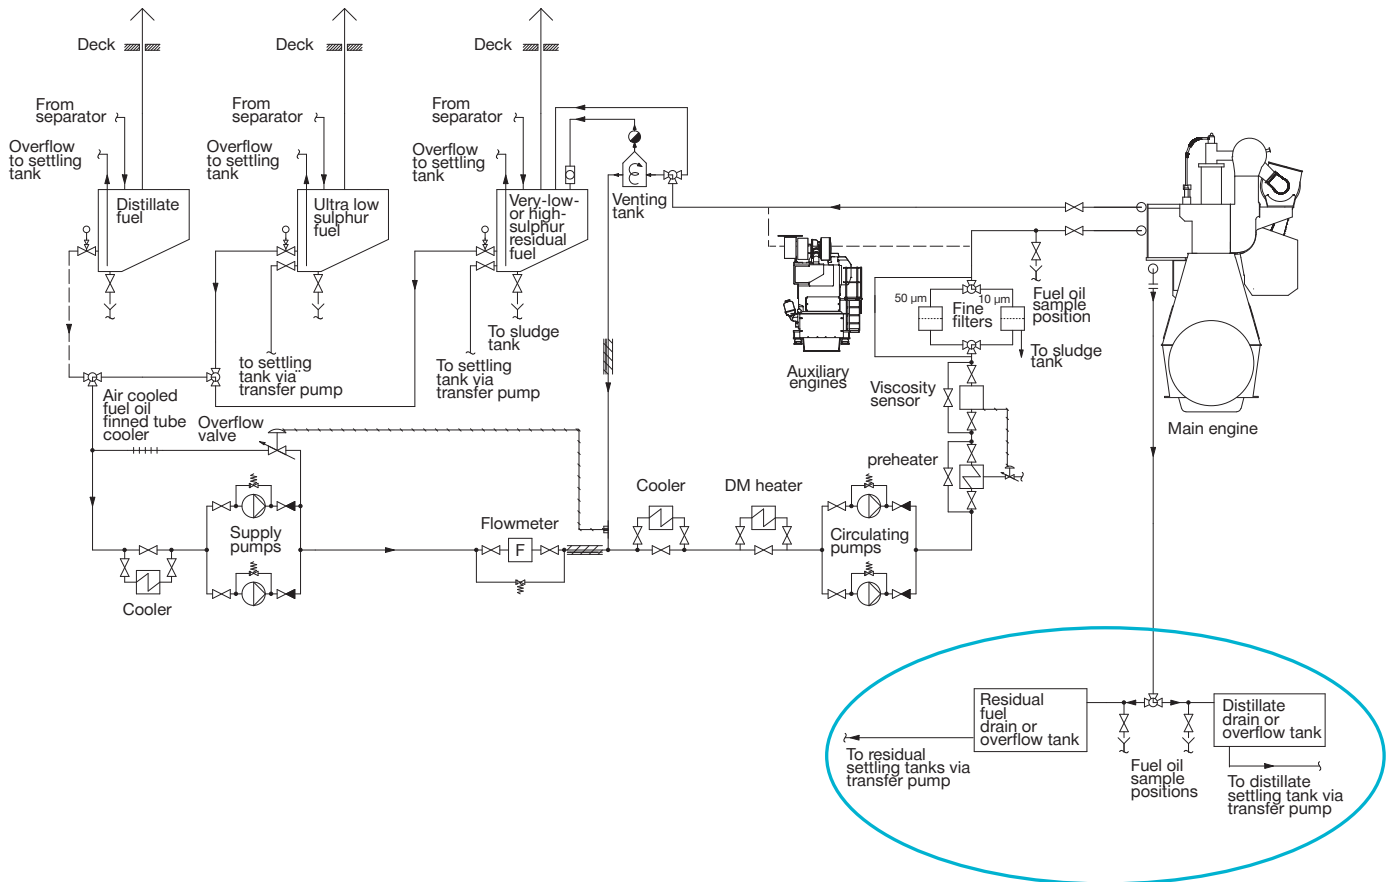 Deck
Deck
Deck
From
separator
From
separator
From
separator
Overflow
to settling
tank
Overflow
to settling
tank
Overflow
to settling
tank
Distillate
fuel
Ultra low
sulphur
fuel
Very-low-
or high-
sulphur
residual
fuel
Venting
tank
To sludge
tank
to settling
tank via
transfer pump
To settling
tank via
transfer pump
Air cooled
fuel oil
finned tube
cooler
Overflow
valve
50 µm
10 µm
Fine
filters
Fuel oil
sample
position
To sludge
tank
Auxiliary
engines
Viscosity
sensor
Main engine
preheater
Supply
pumps
Flowmeter
F
Cooler
DM heater
Circulating
pumps
Cooler
Residual
fuel
drain or
overflow tank
Distillate
drain or
overflow tank
To residual
settling tanks via
transfer pump
Fuel oil
sample
positions
To distillate
settling tank via
transfer pump